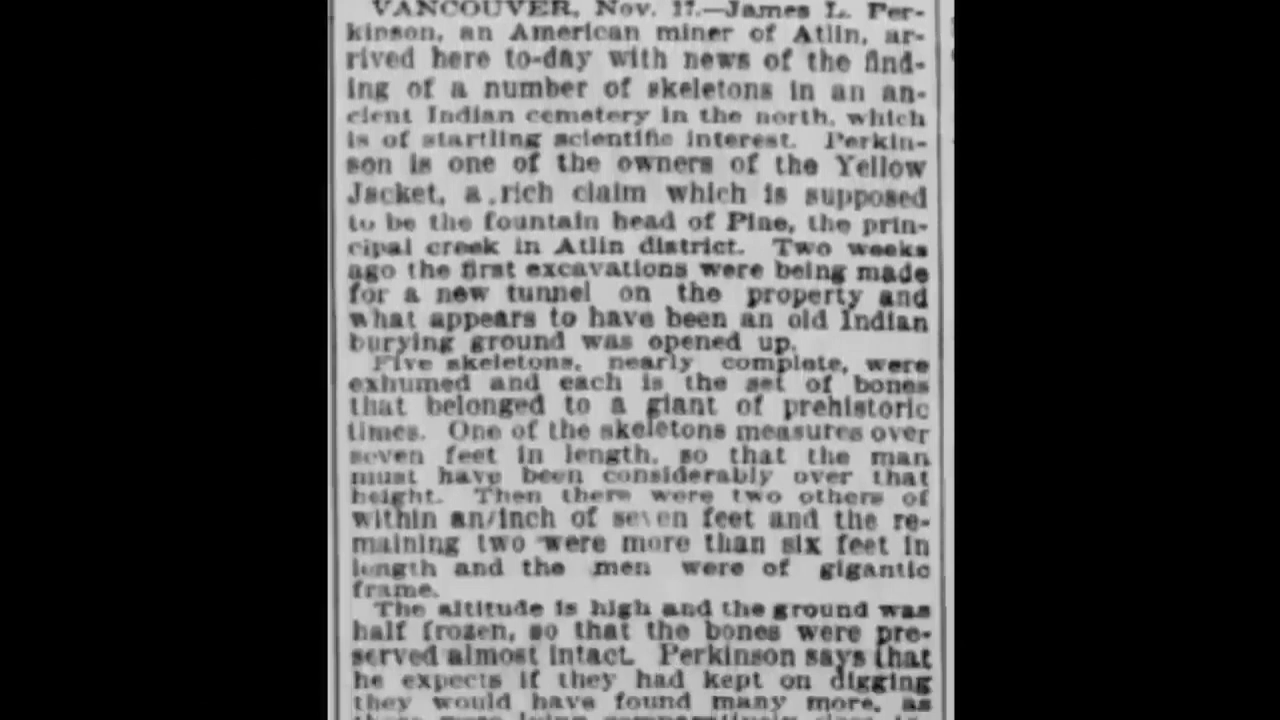 VANCOUVER, Nov. 17.—James L. Per-
kinson, an American miner of Atlin, ar-
rived here to-day with news of the find-
ing of a number of skeletons in an an-
cient Indian cemetery in the north, which
is of startling scientific interest. Perkin-
son is one of the owners of the Yellow
Jacket, a rich claim which is supposed
to be the fountain head of Pine, the prin-
cipal creek in Atlin district. Two weeks
ago the first excavations were being made
for a new tunnel on the property and
what appears to have been an old Indian
burying ground was opened up.
Five skeletons, nearly complete, were
exhumed and each is the set of bones
that belonged to a giant of prehistoric
times. One of the skeletons measures over
seven feet in length, so that the man
must have been considerably over that
height. Then there were two others of
within an inch of seven feet and the re-
maining two were more than six feet in
length and the men were of gigantic
frame.
The altitude is high and the ground was
half frozen, so that the bones were pre-
served almost intact. Perkinson says that
he expects if they had kept on digging
they would have found many more, as